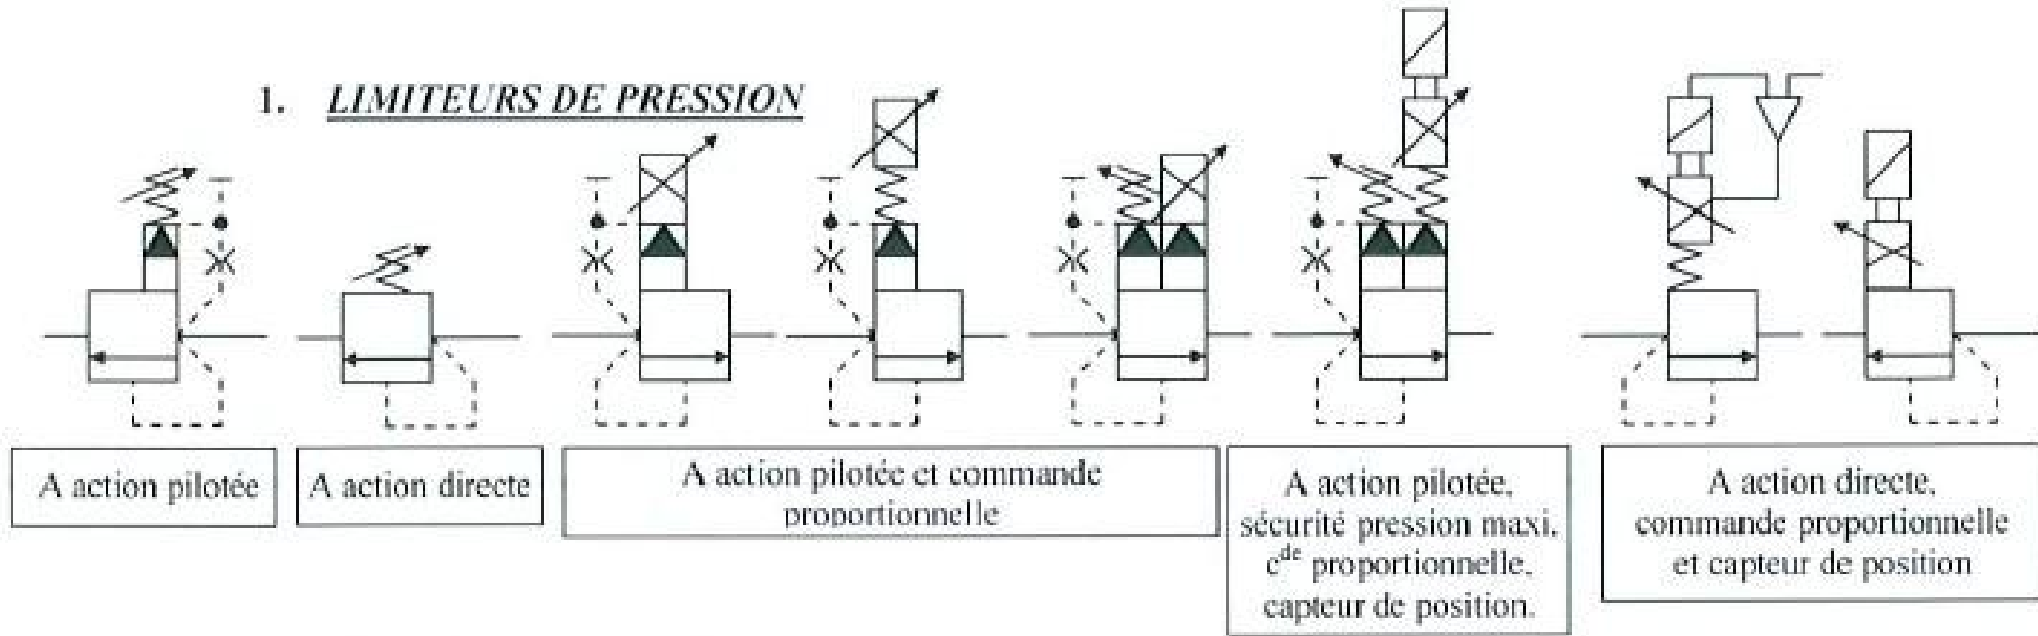 1. LIMITEURS DE PRESSION
A action pilotée
A action directe
A action pilotée et commande
proportionnelle
A action pilotée,
sécurité pression maxi,
cde proportionnelle,
capteur de position.
A action directe,
commande proportionnelle
et capteur de position